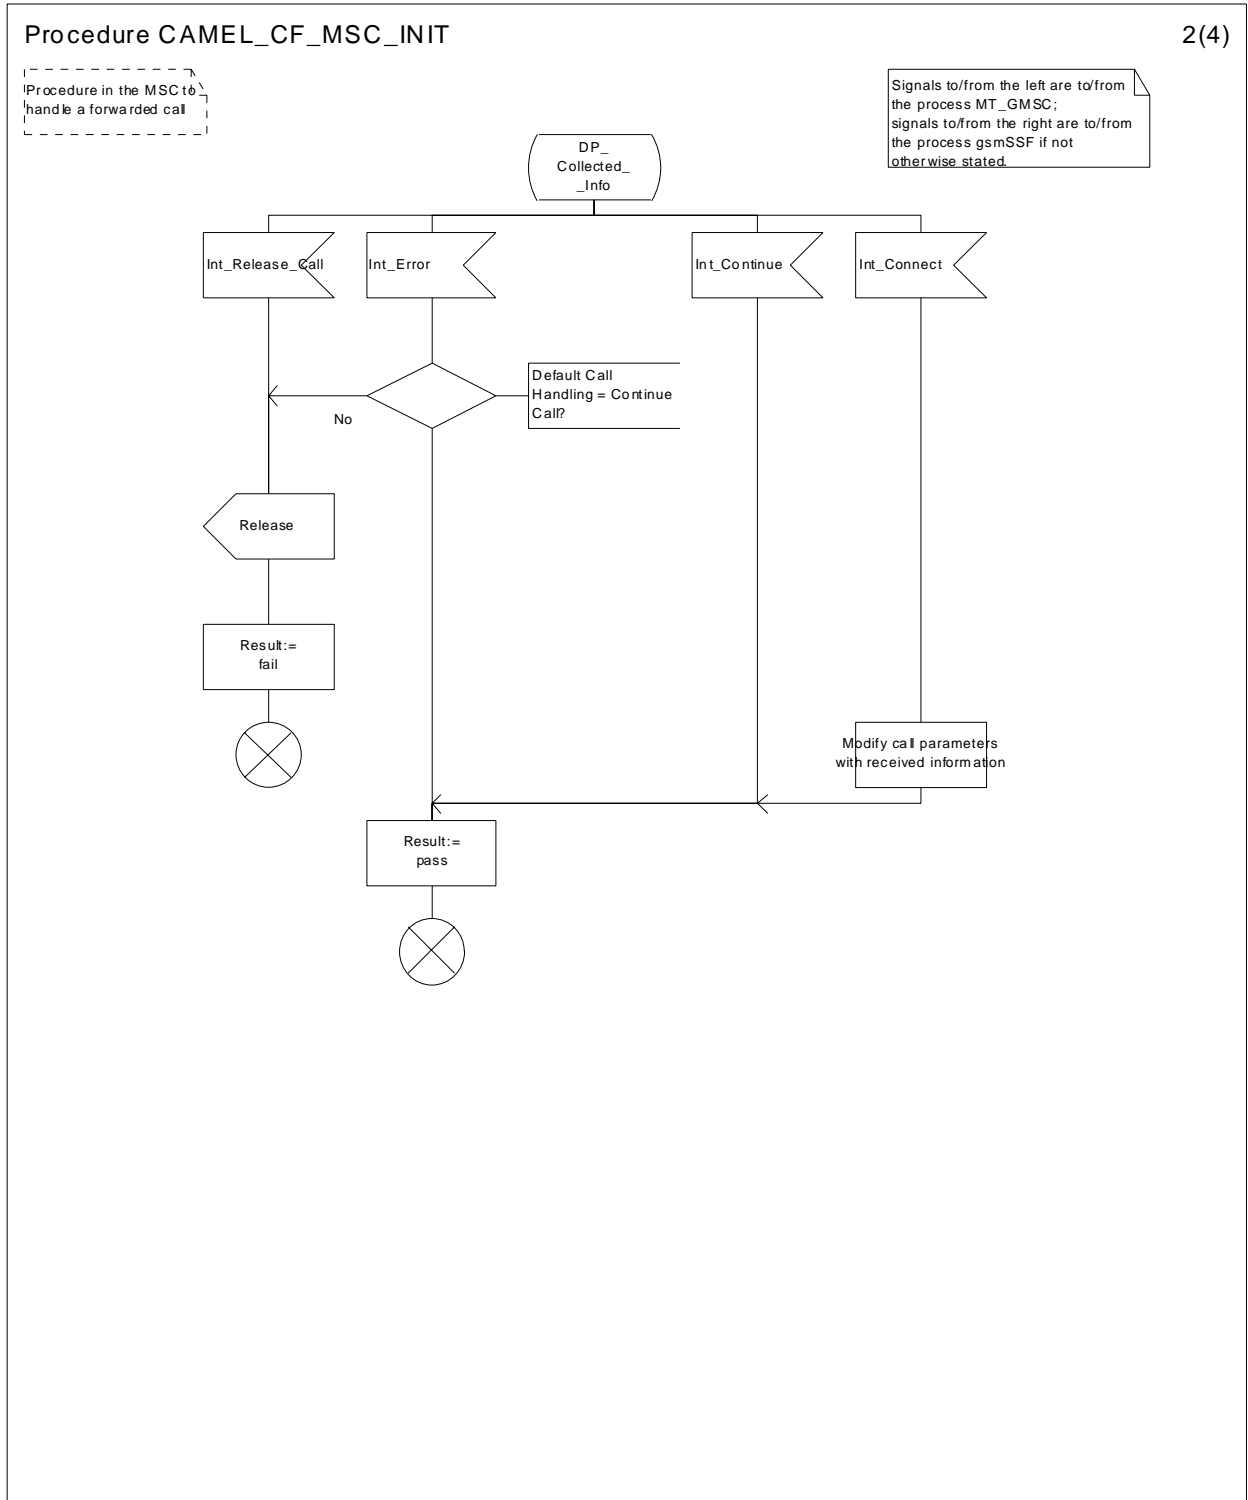 Procedure CAMEL_CF_MSC_INIT
2(4)
Procedure in the MSC to
handle a forwarded call
Signals to/from the left are to/from
the process MT_GMSC;
signals to/from the right are to/from
the process gsmSSF if not
otherwise stated.
DP_
Collected_
_Info
Int_Release_Call
Int_Error
Int_Continue
Int_Connect
Default Call
Handling = Continue
Call?
No
Release
Result:=
fail
Modify call parameters
with received information
Result:=
pass